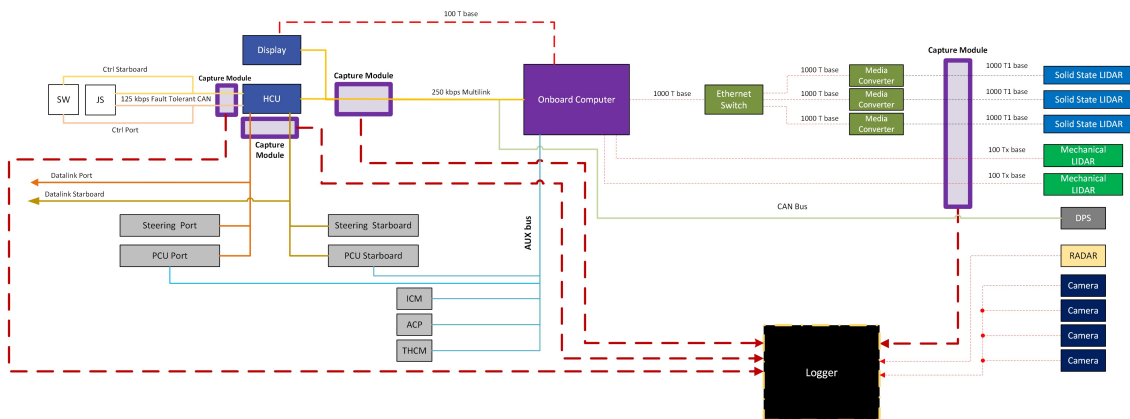 100 T base
Display
Ctrl Starboard
Capture Module
Capture Module
Capture Module
SW
JS
125 kbps Fault Tolerant CAN
HCU
250 kbps Multilink
Onboard Computer
1000 T base
Ethernet
Switch
1000 T base
1000 T base
1000 T base
Media
Converter
Media
Converter
Media
Converter
1000 T1 base
1000 T1 base
1000 T1 base
Solid State LIDAR
Solid State LIDAR
Solid State LIDAR
Ctrl Port
Capture
Module
100 Tx base
Mechanical
LIDAR
100 Tx base
Mechanical
LIDAR
Datalink Port
Datalink Starboard
CAN Bus
DPS
Steering Port
Steering Starboard
AUX bus
PCU Port
PCU Starboard
RADAR
Camera
Camera
Camera
Camera
ICM
ACP
THCM
Logger